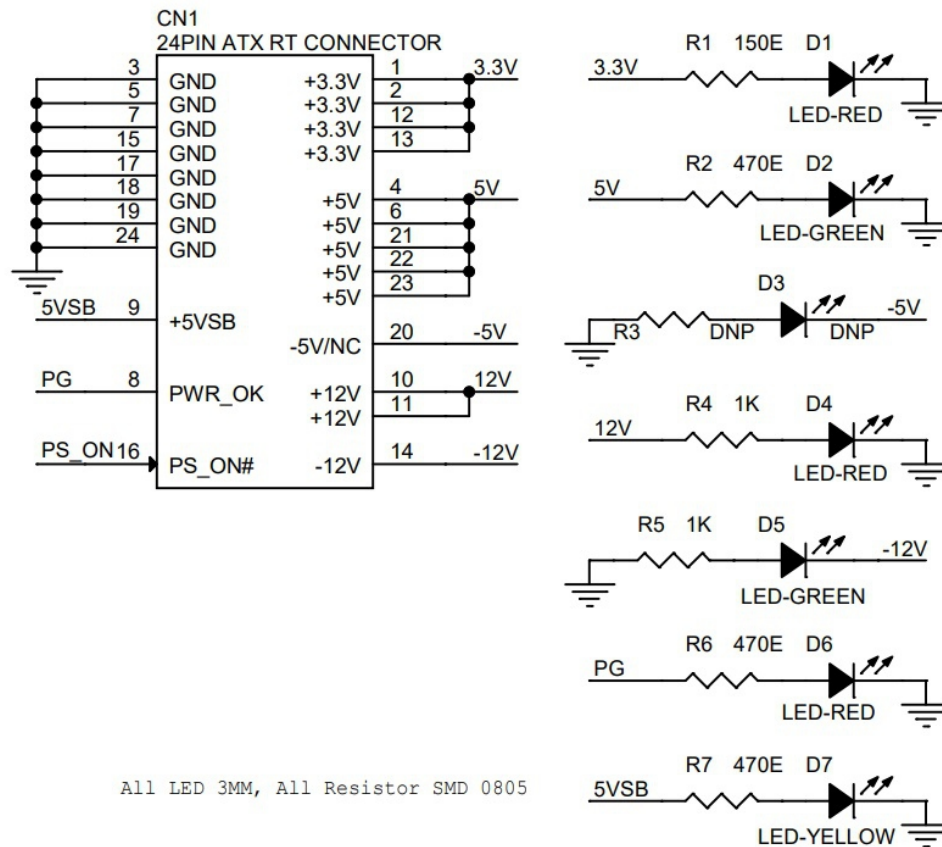 CN1
24PIN ATX RT CONNECTOR
3 GND +3.3V 1 3.3V
5 GND +3.3V 2
7 GND +3.3V 12
15 GND +3.3V 13
17 GND
18 GND +5V 4 5V
19 GND +5V 6
24 GND +5V 21
+5V 22
+5V 23
5VSB 9 +5VSB
-5V/NC 20 -5V
PG 8 PWR_OK +12V 10 12V
+12V 11
PS_ON 16 PS_ON# -12V 14 -12V
R1 150E D1
3.3V
LED-RED
R2 470E D2
5V
LED-GREEN
D3
R3 DNP DNP -5V
R4 1K D4
12V
LED-RED
R5 1K D5
-12V
LED-GREEN
R6 470E D6
PG
LED-RED
R7 470E D7
5VSB
LED-YELLOW
All LED 3MM, All Resistor SMD 0805